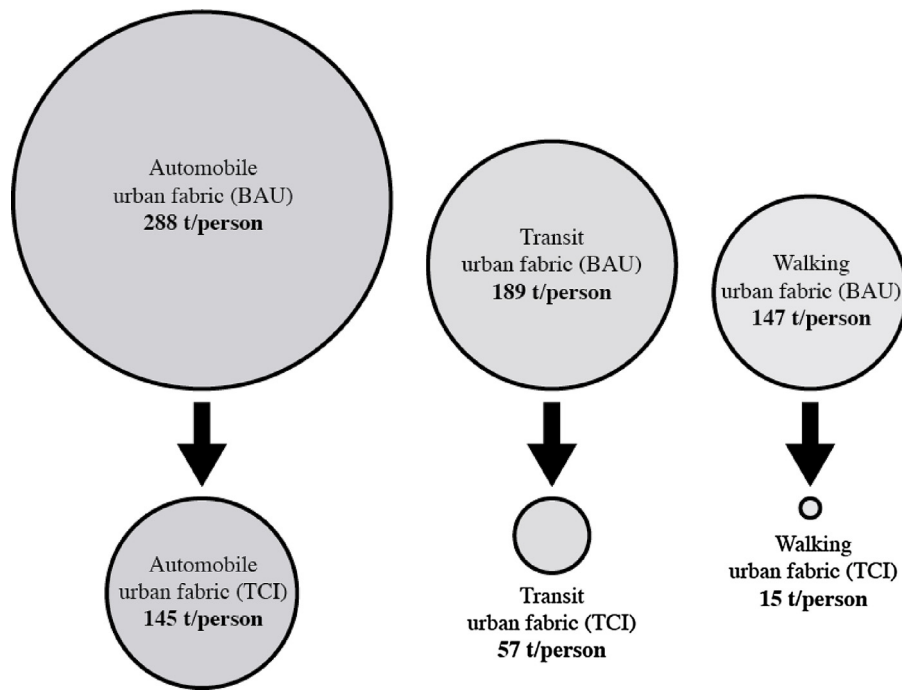 Automobile
urban fabric (BAU)
288 t/person
Transit
urban fabric (BAU)
189 t/person
Walking
urban fabric (BAU)
147 t/person
Automobile
urban fabric (TCI)
145 t/person
Transit
urban fabric (TCI)
57 t/person
Walking
urban fabric (TCI)
15 t/person